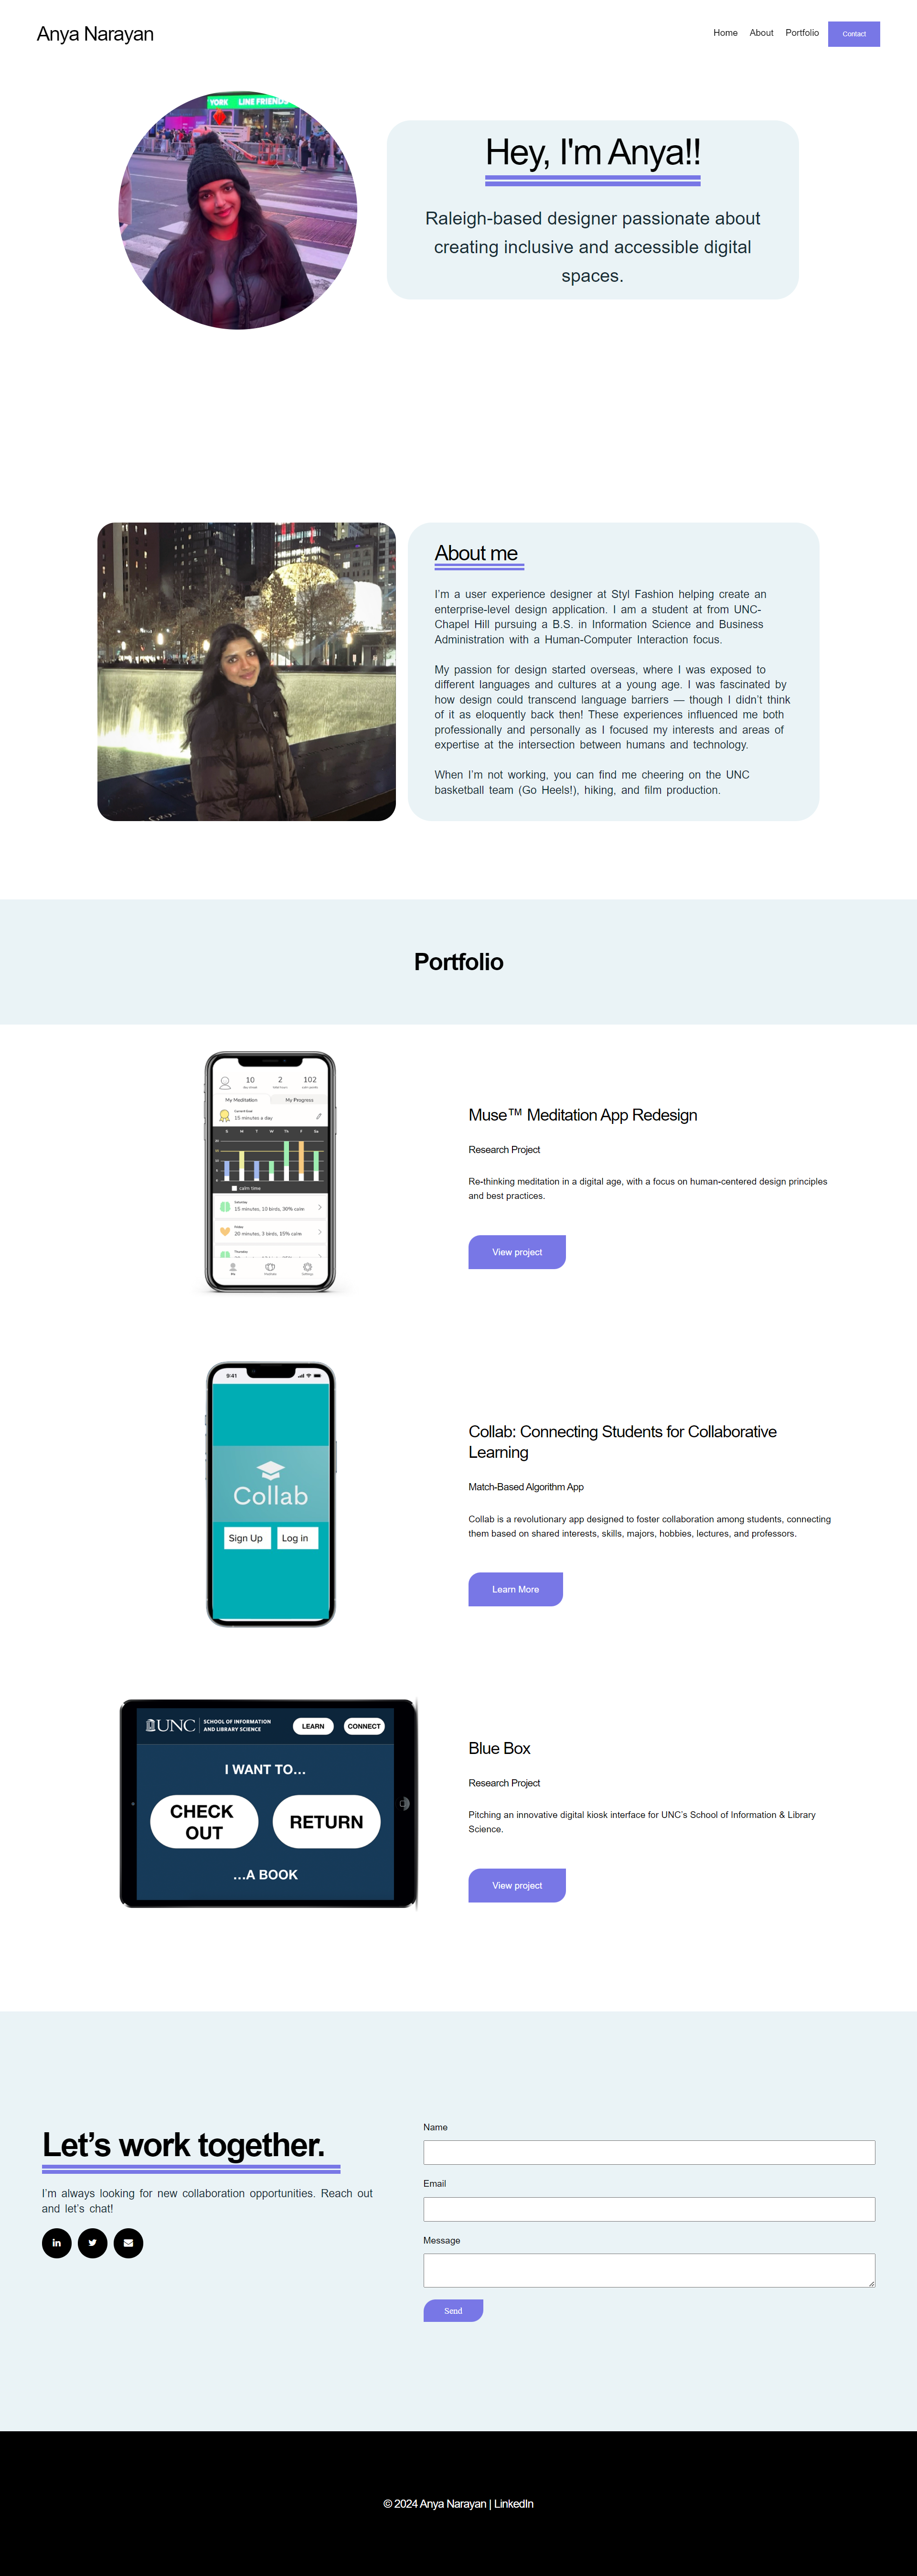 Anya Narayan
Home About Portfolio Contact
YORK LINE FRIENDS
Hey, I'm Anya!!
Raleigh-based designer passionate about
creating inclusive and accessible digital
spaces.
About me
I'm a user experience designer at Styl Fashion helping create an
enterprise-level design application. I am a student at from UNC-
Chapel Hill pursuing a B.S. in Information Science and Business
Administration with a Human-Computer Interaction focus.
My passion for design started overseas, where I was exposed to
different languages and cultures at a young age. I was fascinated by
how design could transcend language barriers — though I didn't think
of it as eloquently back then! These experiences influenced me both
professionally and personally as I focused my interests and areas of
expertise at the intersection between humans and technology.
When I'm not working, you can find me cheering on the UNC
basketball team (Go Heels!), hiking, and film production.
Portfolio
10 2 102
My Meditation My Progress
Current Goal
15 minutes a day
S M T W Th F Sa
calm time
Saturday
15 minutes, 10 birds, 30% calm
Friday
20 minutes, 3 birds, 15% calm
Thursday
Muse™ Meditation App Redesign
Research Project
Re-thinking meditation in a digital age, with a focus on human-centered design principles
and best practices.
View project
9:41
Collab
Sign Up Log in
Collab: Connecting Students for Collaborative
Learning
Match-Based Algorithm App
Collab is a revolutionary app designed to foster collaboration among students, connecting
them based on shared interests, skills, majors, hobbies, lectures, and professors.
Learn More
UNC SCHOOL OF INFORMATION
AND LIBRARY SCIENCE
LEARN CONNECT
I WANT TO...
CHECK
OUT
RETURN
...A BOOK
Blue Box
Research Project
Pitching an innovative digital kiosk interface for UNC's School of Information & Library
Science.
View project
Let's work together.
I'm always looking for new collaboration opportunities. Reach out
and let's chat!
in
Name
Email
Message
Send
© 2024 Anya Narayan | LinkedIn